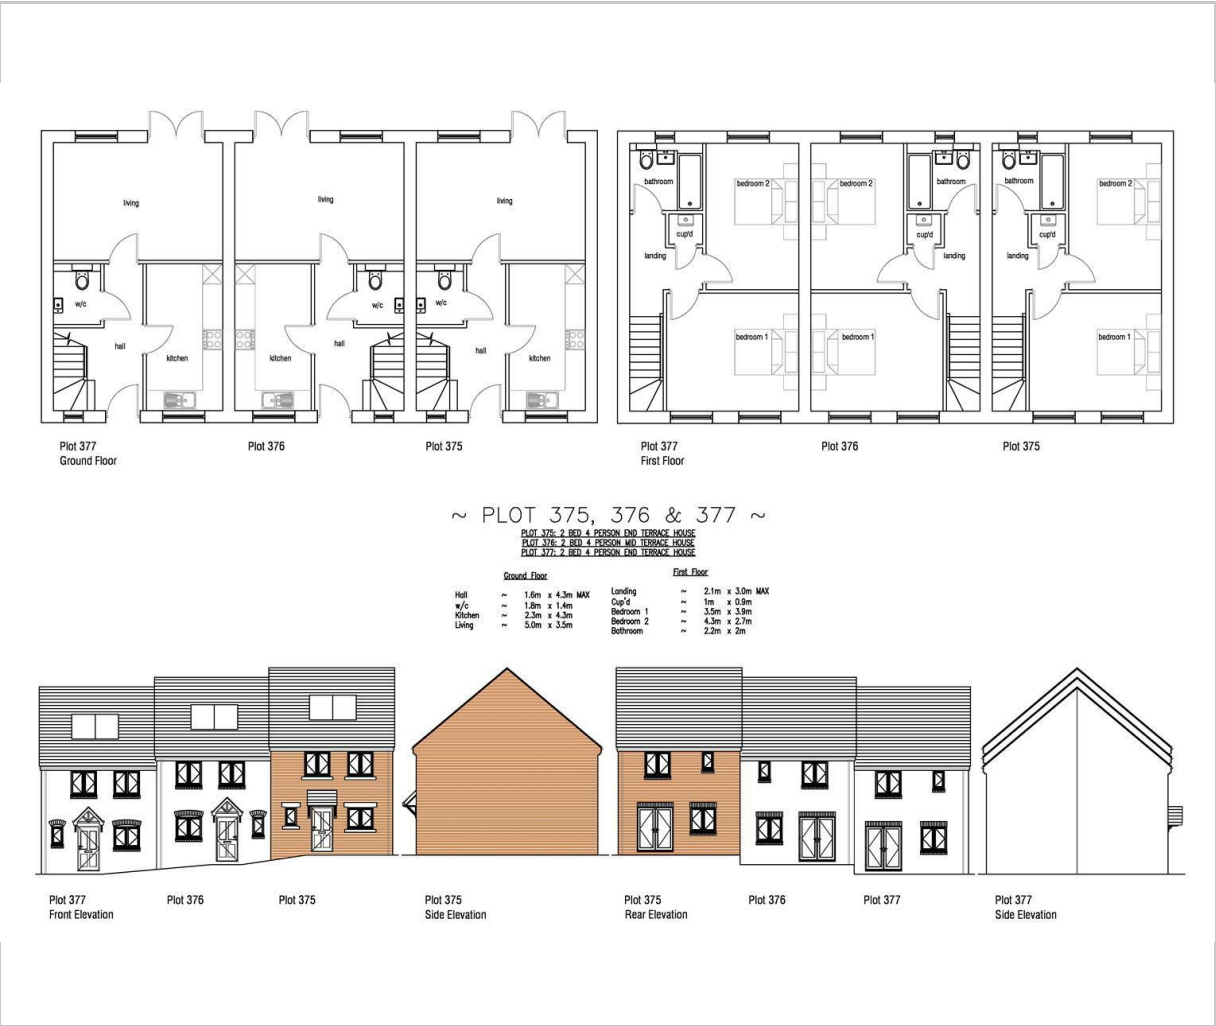 living
living
living
w/c
w/c
w/c
hall
hall
hall
kitchen
kitchen
kitchen
Plot 377
Ground Floor
Plot 376
Plot 375
bathroom
bedroom 2
bedroom 2
bathroom
bathroom
bedroom 2
cup'd
cup'd
cup'd
landing
landing
landing
bedroom 1
bedroom 1
bedroom 1
Plot 377
First Floor
Plot 376
Plot 375
~ PLOT 375, 376 & 377 ~
PLOT 375: 2 BED 4 PERSON END TERRACE HOUSE
PLOT 376: 2 BED 4 PERSON MID TERRACE HOUSE
PLOT 377: 2 BED 4 PERSON END TERRACE HOUSE
Ground Floor
Hall ~ 1.6m x 4.3m MAX
w/c ~ 1.8m x 1.4m
Kitchen ~ 2.3m x 4.3m
Living ~ 5.0m x 3.5m
First Floor
Landing ~ 2.1m x 3.0m MAX
Cup'd ~ 1m x 0.9m
Bedroom 1 ~ 3.5m x 3.9m
Bedroom 2 ~ 4.3m x 2.7m
Bathroom ~ 2.2m x 2m
Plot 377
Front Elevation
Plot 376
Plot 375
Plot 375
Side Elevation
Plot 375
Rear Elevation
Plot 376
Plot 377
Plot 377
Side Elevation